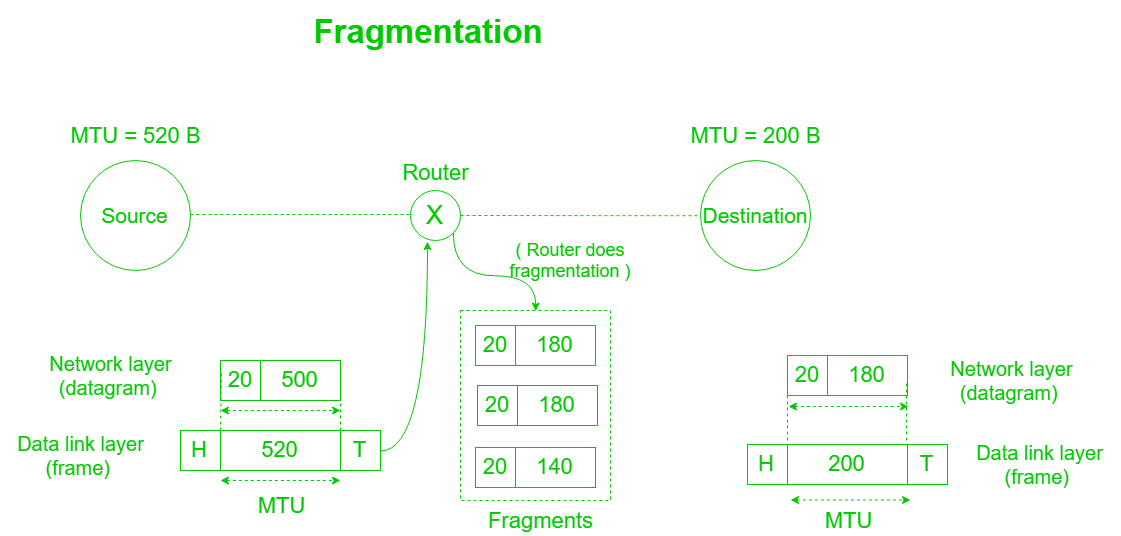 Fragmentation
MTU = 520 B
MTU = 200 B
Router
Source
X
Destination
( Router does
fragmentation )
20 180
20 180
20 140
Fragments
Network layer
(datagram)
20 500
Data link layer
(frame)
H 520 T
MTU
20 180
Network layer
(datagram)
H 200 T
Data link layer
(frame)
MTU